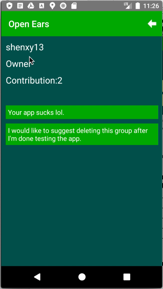 11:26
Open Ears
shenxy13
Owner
Contribution:2
Your app sucks lol.
I would like to suggest deleting this group after
I'm done testing the app.